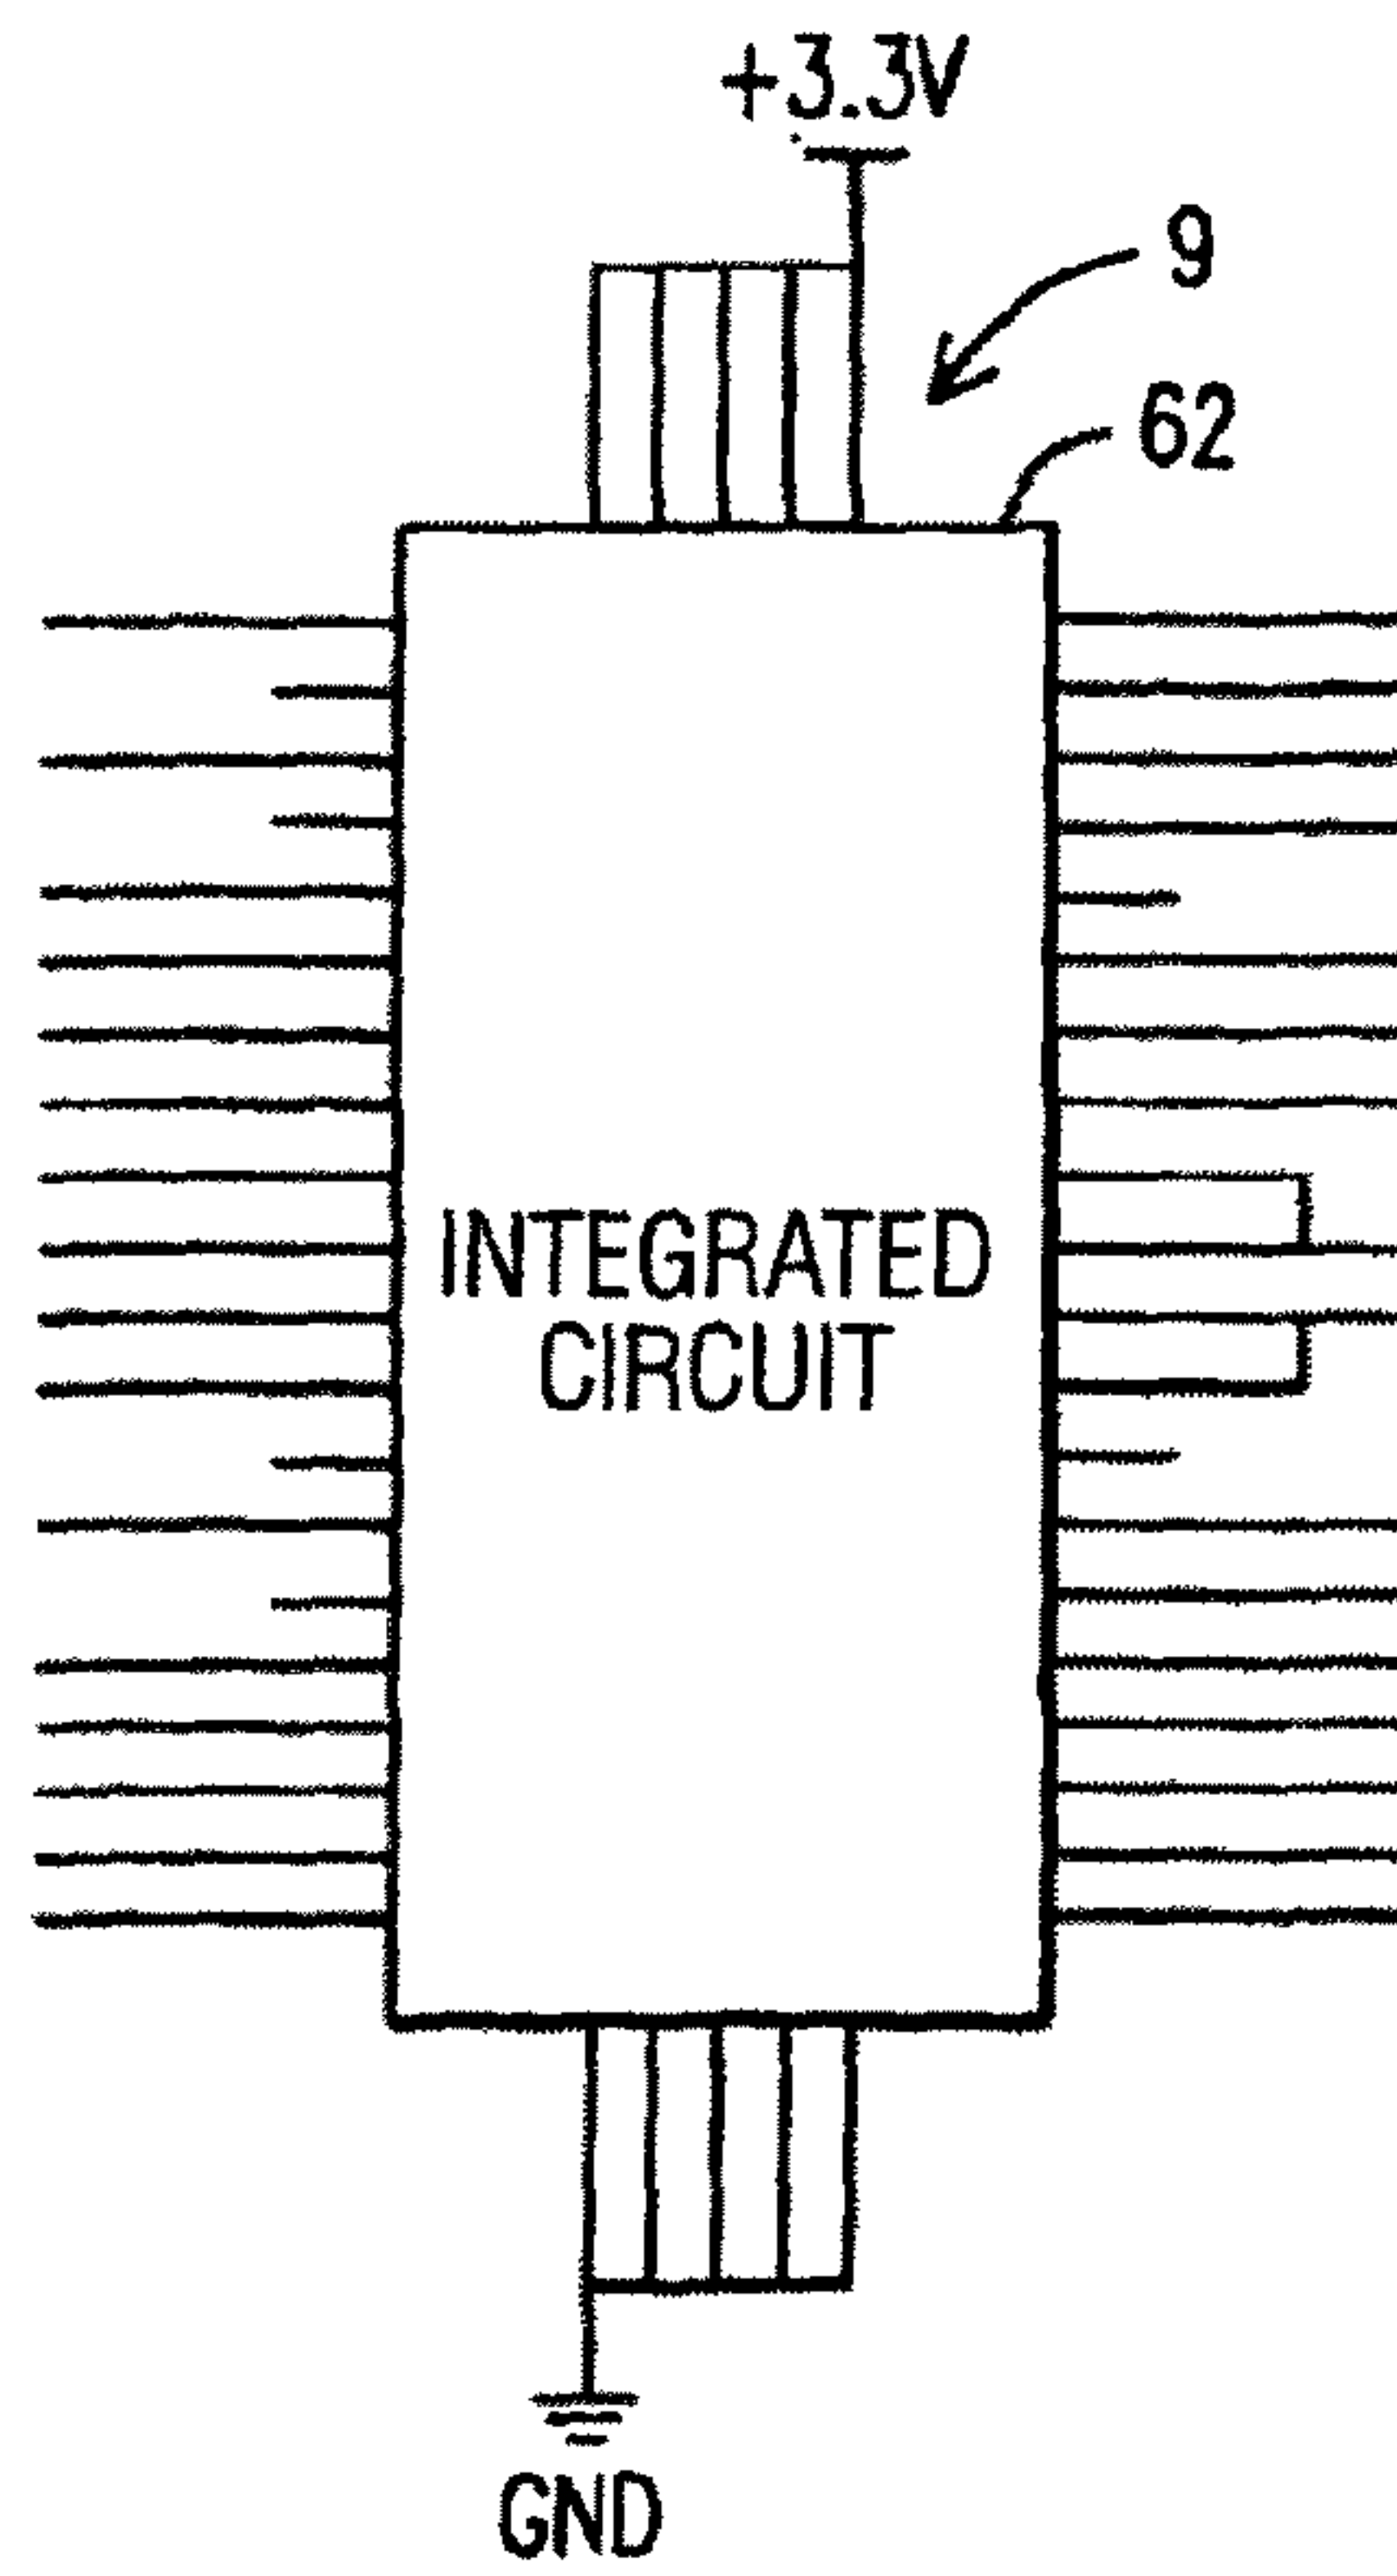 +3.3V
9
62
INTEGRATED
CIRCUIT
GND